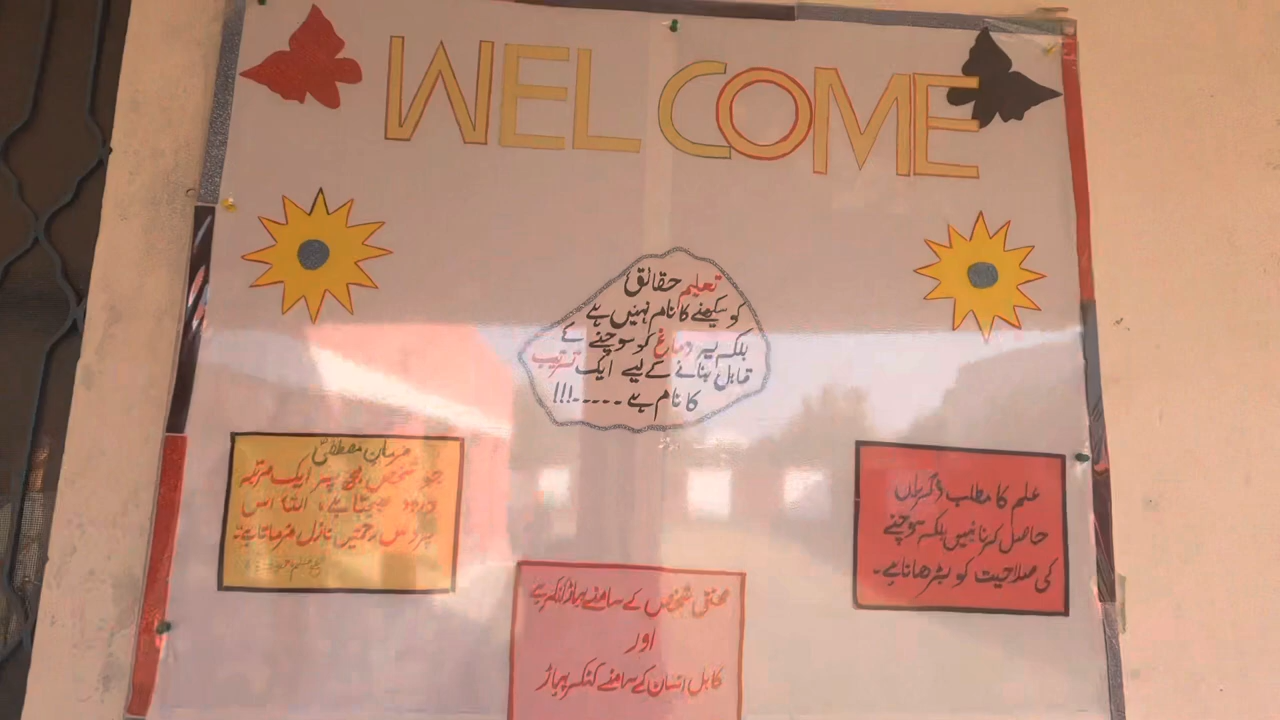 WELCOME
تعلیم حقائق
کو سیکھنے کا نام نہیں ہے
بلکہ یہ دماغ کو سوچنے کے
قابل بنانے کے لیے ایک ترتیب
کا نام ہے -----!!!
فرمانِ مصطفیٰؐ
جو شخص مجھ پر ایک مرتبہ
درود بھیجتا ہے، اللہ اس
پر دس رحمتیں نازل فرماتا ہے۔
علم کا مطلب ڈگریاں
حاصل کرنا نہیں بلکہ سوچنے
کی صلاحیت کو بڑھانا ہے۔
محنتی شخص کے سامنے پہاڑ کنکر ہے
اور
کاہل انسان کے سامنے کنکر پہاڑ